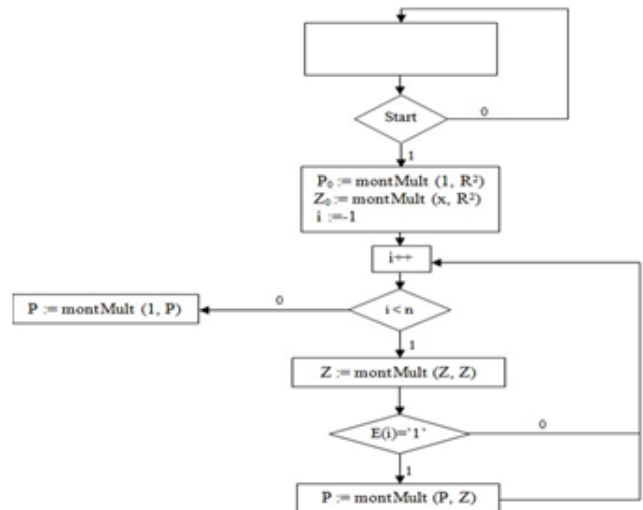 Start
0
1
P₀ := montMult (1, R²)
Z₀ := montMult (x, R²)
i :=-1
i++
i < n
0
P := montMult (1, P)
1
Z := montMult (Z, Z)
E(i)='1'
0
1
P := montMult (P, Z)